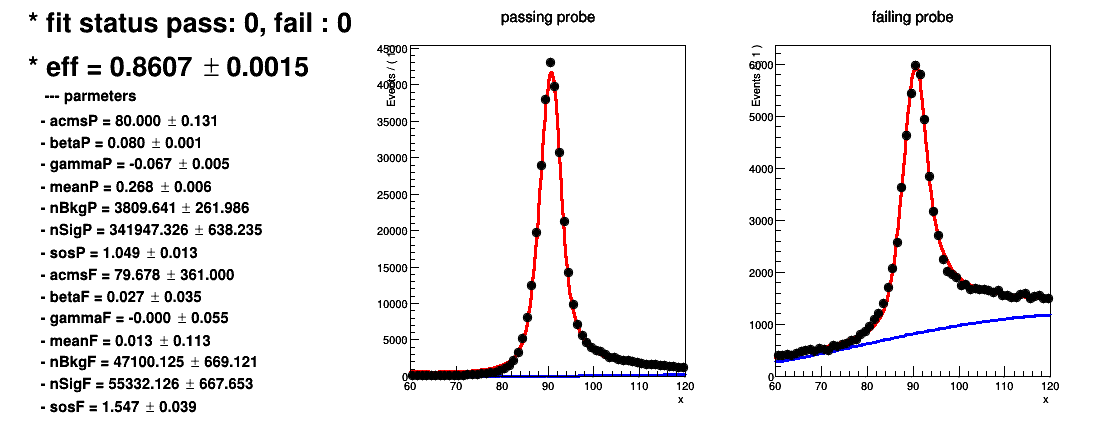 * fit status pass: 0, fail : 0
* eff = 0.8607 ± 0.0015
--- parmeters
- acmsP = 80.000 ± 0.131
- betaP = 0.080 ± 0.001
- gammaP = -0.067 ± 0.005
- meanP = 0.268 ± 0.006
- nBkgP = 3809.641 ± 261.986
- nSigP = 341947.326 ± 638.235
- sosP = 1.049 ± 0.013
- acmsF = 79.678 ± 361.000
- betaF = 0.027 ± 0.035
- gammaF = -0.000 ± 0.055
- meanF = 0.013 ± 0.113
- nBkgF = 47100.125 ± 669.121
- nSigF = 55332.126 ± 667.653
- sosF = 1.547 ± 0.039
passing probe
Events / ( 1 )
45000
40000
35000
30000
25000
20000
15000
10000
5000
0
60 70 80 90 100 110 120
x
failing probe
Events / ( 1 )
6000
5000
4000
3000
2000
1000
0
60 70 80 90 100 110 120
x